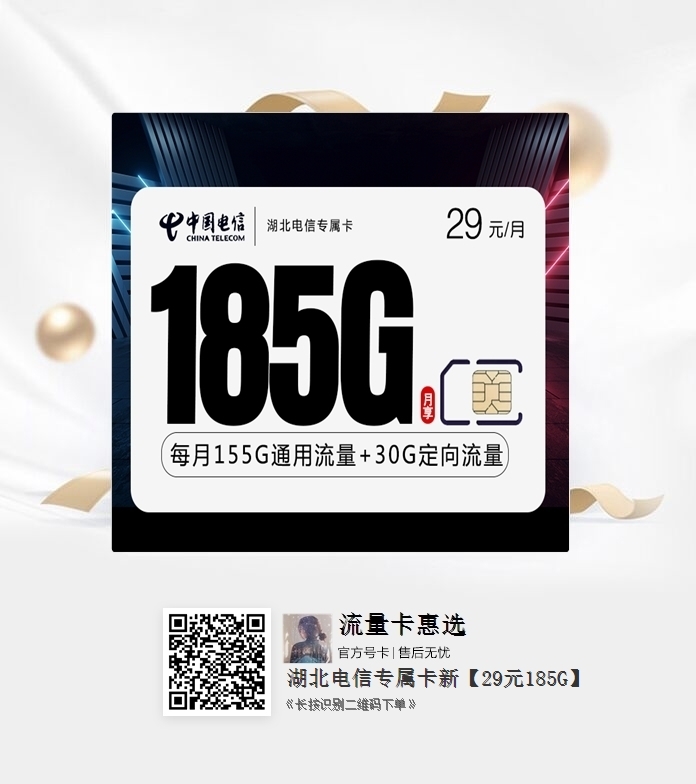 中国电信
CHINA TELECOM
湖北电信专属卡
29 元/月
185G
月享
每月155G通用流量+30G定向流量
流量卡惠选
官方号卡|售后无忧
湖北电信专属卡新【29元185G】
《长按识别二维码下单》